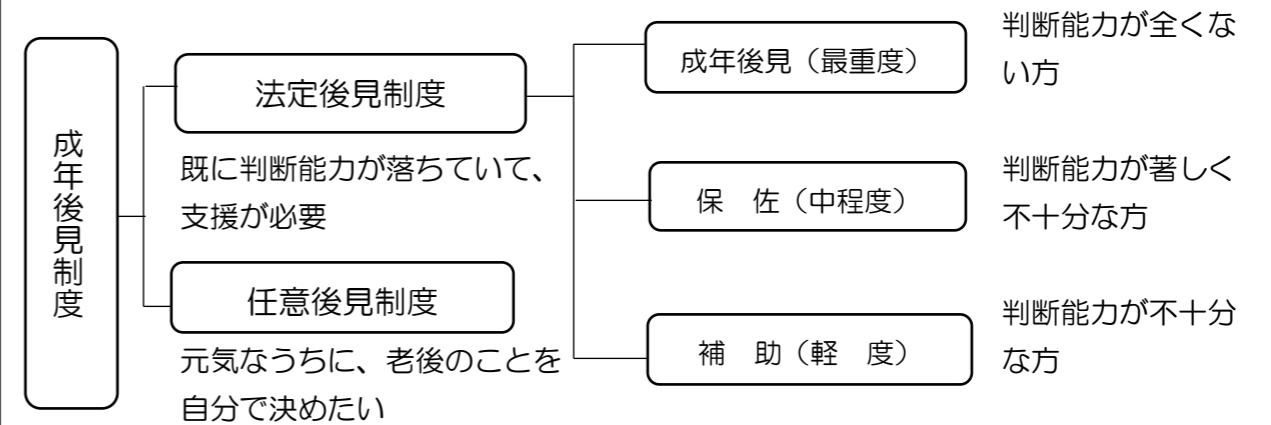 成年後見制度
法定後見制度
既に判断能力が落ちていて、
支援が必要
任意後見制度
元気なうちに、老後のことを
自分で決めたい
成年後見（最重度）
判断能力が全くな
い方
保　佐（中程度）
判断能力が著しく
不十分な方
補　助（軽　度）
判断能力が不十分
な方